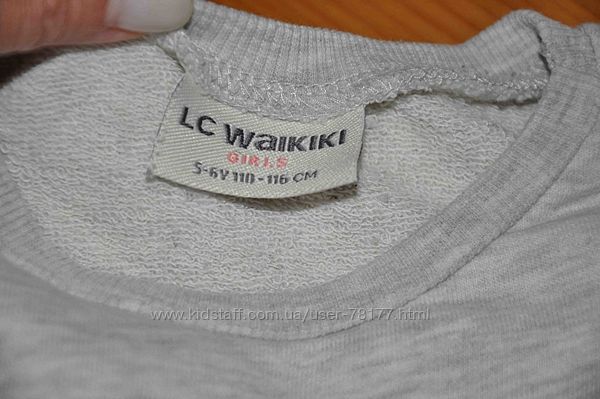 LC WAIKIKI
GIRLS
5-6Y 110-116 CM
www.kidstaff.com.ua/user-78177.html